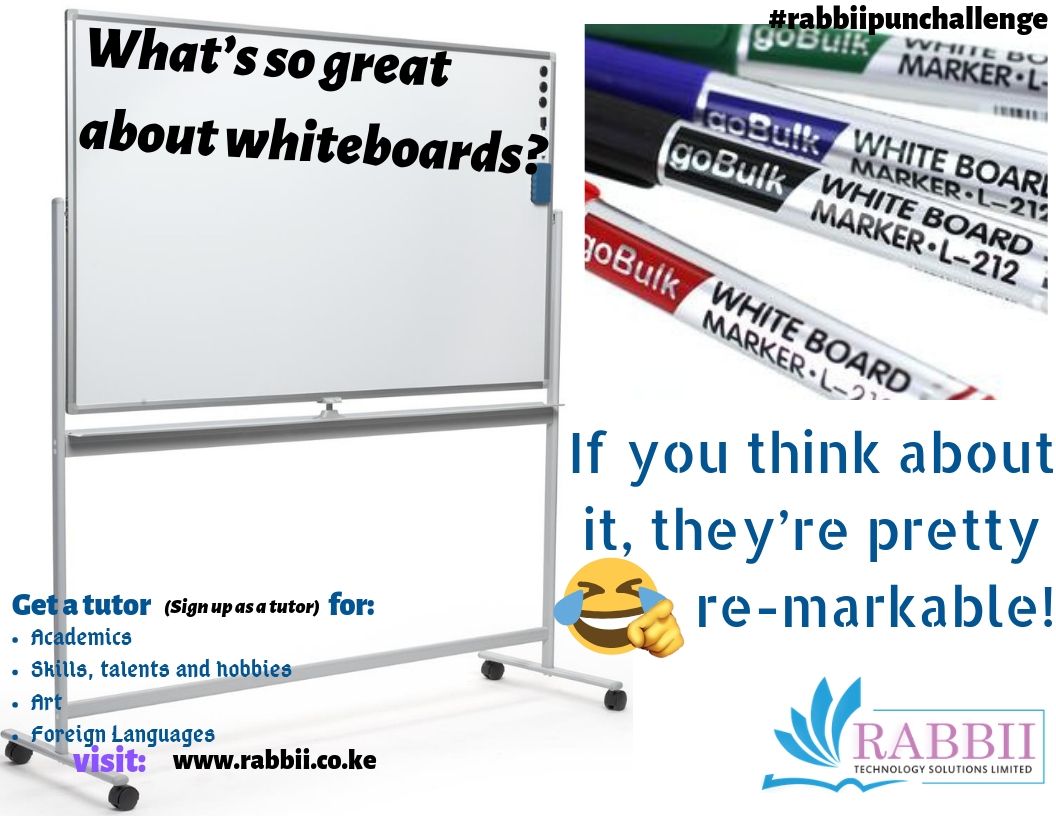 #rabbiipunchallenge
What's so great
about whiteboards?
goBulk WHITE BOARD
MARKER•L-
goBulk WHITE BOARD
MARKER•L-212
goBulk WHITE BOARD
MARKER•L-212
goBulk WHITE BOARD
MARKER•L-212
If you think about
it, they're pretty
re-markable!
Get a tutor (Sign up as a tutor) for:
• Academics
• Skills, talents and hobbies
• Art
• Foreign Languages
visit: www.rabbii.co.ke
RABBII
TECHNOLOGY SOLUTIONS LIMITED